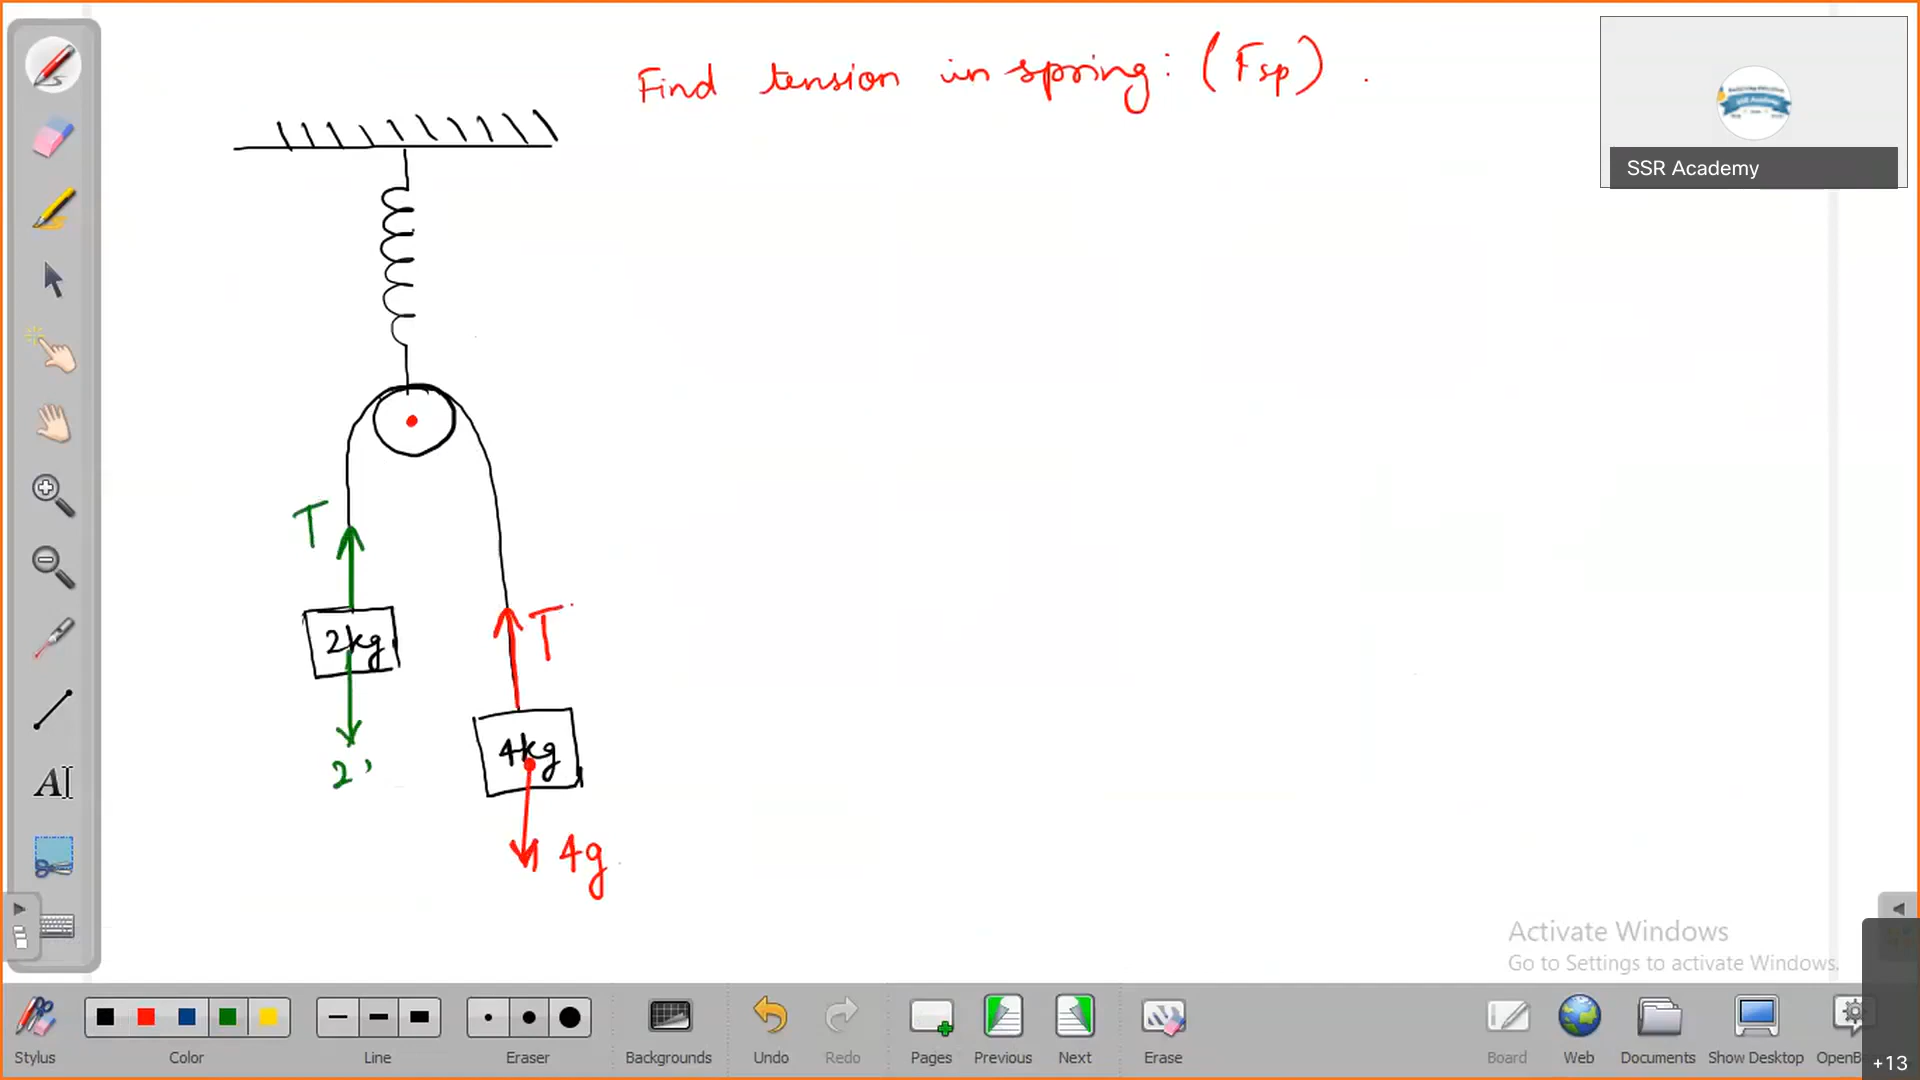 Find tension in spring: (Fsp).
SSR Academy
T
T
2kg
4kg
2
4g
Activate Windows
Go to Settings to activate Windows.
Stylus
Color
Line
Eraser
Backgrounds
Undo
Redo
Pages
Previous
Next
Erase
Board
Web
Documents
Show Desktop
OpenB
+13